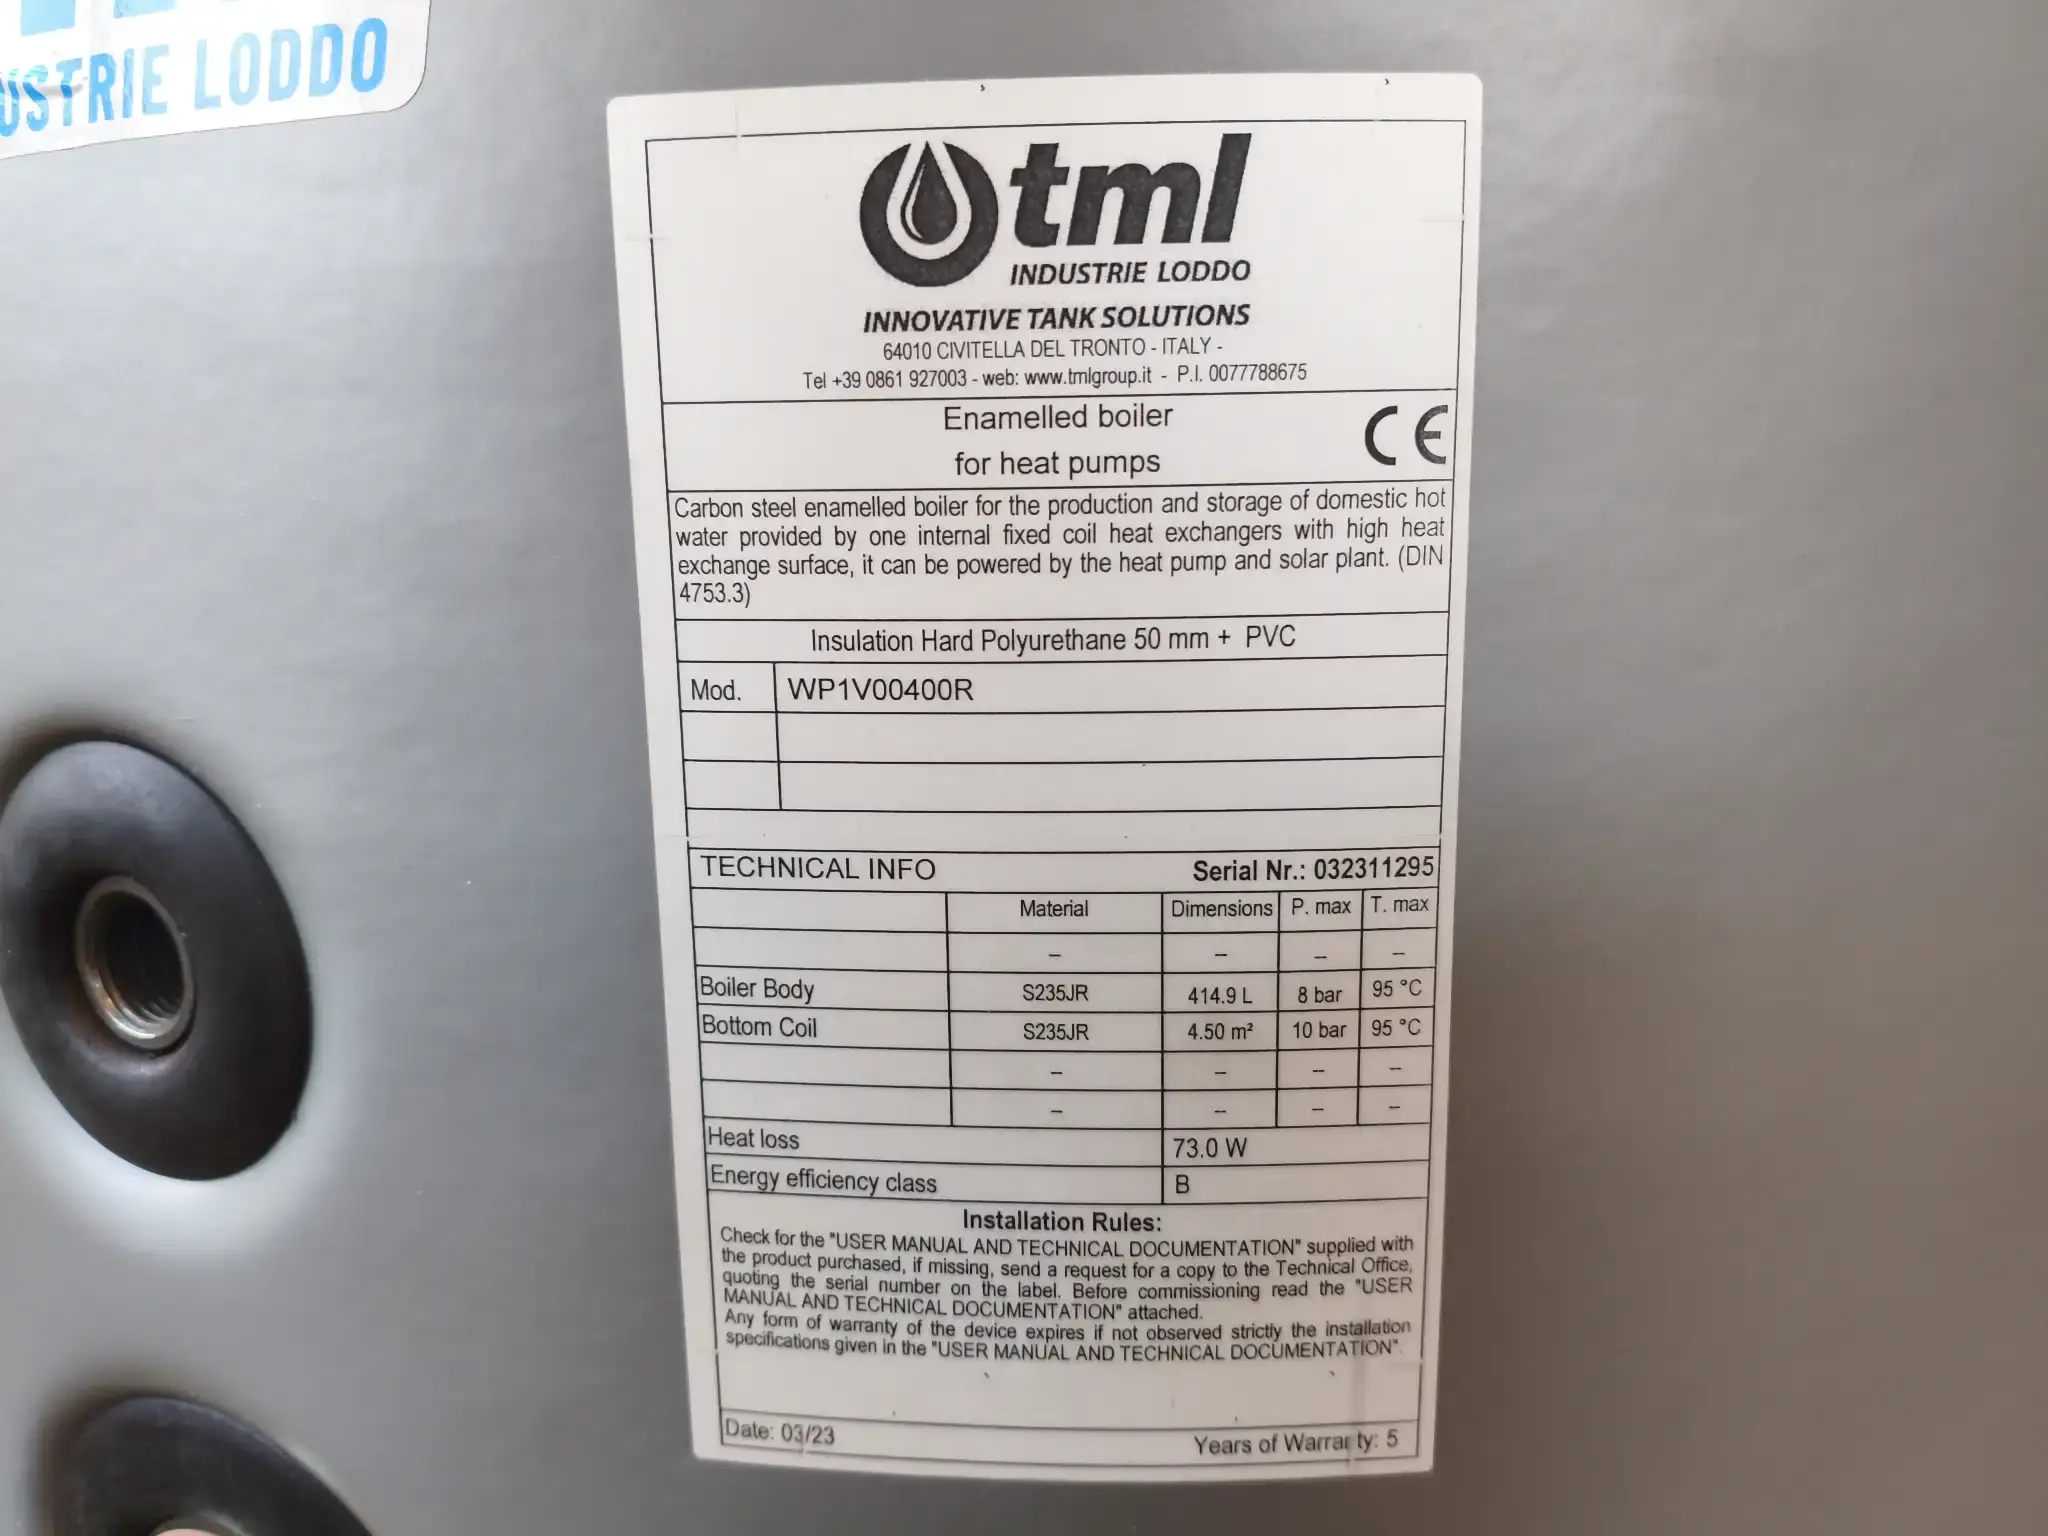 USTRIE LODDO
tml
INDUSTRIE LODDO
INNOVATIVE TANK SOLUTIONS
64010 CIVITELLA DEL TRONTO - ITALY -
Tel +39 0861 927003 - web: www.tmlgroup.it - P.I. 0077788675
Enamelled boiler
for heat pumps
CE
Carbon steel enamelled boiler for the production and storage of domestic hot
water provided by one internal fixed coil heat exchangers with high heat
exchange surface, it can be powered by the heat pump and solar plant. (DIN
4753.3)
Insulation Hard Polyurethane 50 mm + PVC
Mod. WP1V00400R
TECHNICAL INFO Serial Nr.: 032311295
Material Dimensions P. max T. max
– – – –
Boiler Body S235JR 414.9 L 8 bar 95 °C
Bottom Coil S235JR 4.50 m² 10 bar 95 °C
– – – –
– – – –
Heat loss 73.0 W
Energy efficiency class B
Installation Rules:
Check for the "USER MANUAL AND TECHNICAL DOCUMENTATION" supplied with
the product purchased, if missing, send a request for a copy to the Technical Office,
quoting the serial number on the label. Before commissioning read the "USER
MANUAL AND TECHNICAL DOCUMENTATION" attached.
Any form of warranty of the device expires if not observed strictly the installation
specifications given in the "USER MANUAL AND TECHNICAL DOCUMENTATION".
Date: 03/23 Years of Warranty: 5